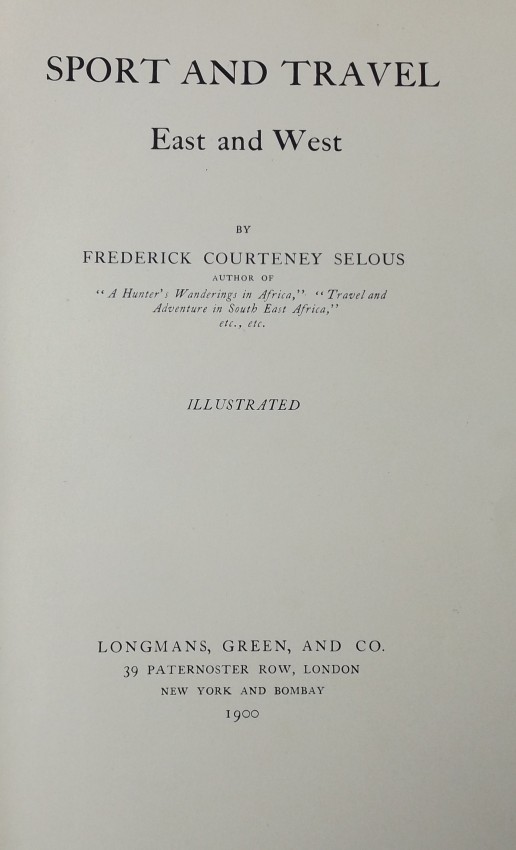 SPORT AND TRAVEL
East and West
BY
FREDERICK COURTENEY SELOUS
AUTHOR OF
“A Hunter's Wanderings in Africa,” “Travel and
Adventure in South East Africa,”
etc., etc.
ILLUSTRATED
LONGMANS, GREEN, AND CO.
39 PATERNOSTER ROW, LONDON
NEW YORK AND BOMBAY
1900